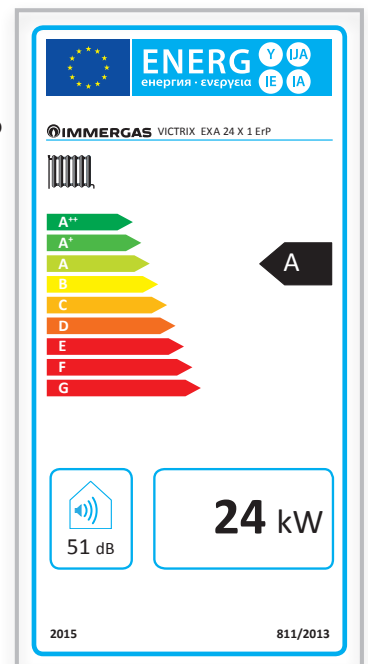 ENERG Y IJA
енергия · ενεργεια IE IA
IMMERGAS VICTRIX EXA 24 X 1 ErP
A++
A+
A
A
B
C
D
E
F
G
24 kW
51 dB
2015 811/2013